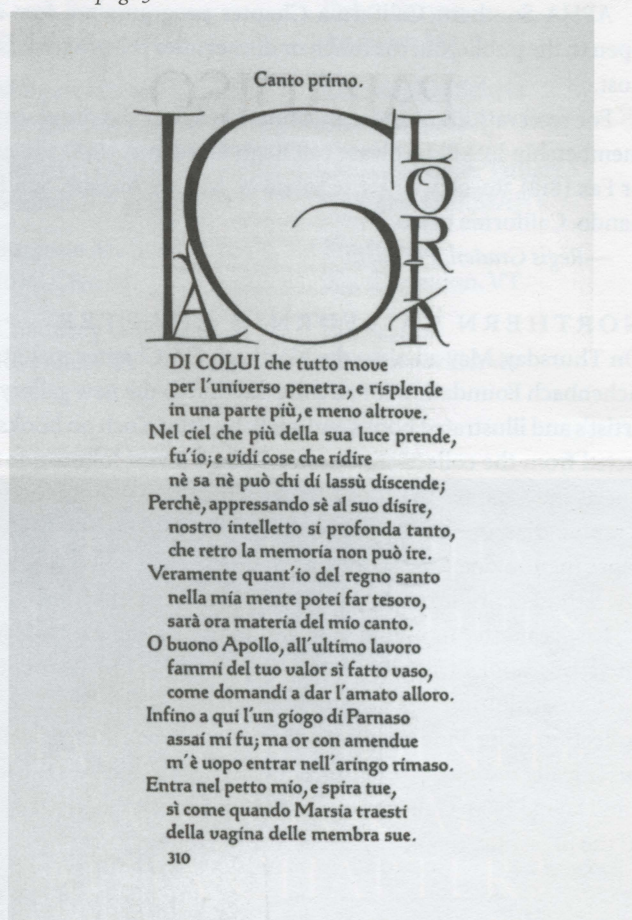 Canto primo.
LA GLORIA
DI COLUI che tutto move
per l'universo penetra, e risplende
in una parte più, e meno altrove.
Nel ciel che più della sua luce prende,
fu'io; e vidi cose che ridire
nè sa nè può chi di lassù discende;
Perchè, appressando sè al suo disire,
nostro intelletto si profonda tanto,
che retro la memoria non può ire.
Veramente quant'io del regno santo
nella mia mente potei far tesoro,
sarà ora materia del mio canto.
O buono Apollo, all'ultimo lavoro
fammi del tuo valor sì fatto vaso,
come domandi a dar l'amato alloro.
Infino a qui l'un giogo di Parnaso
assai mi fu; ma or con amendue
m'è uopo entrar nell'aringo rimaso.
Entra nel petto mio, e spira tue,
sì come quando Marsia traesti
della vagina delle membra sue.
310